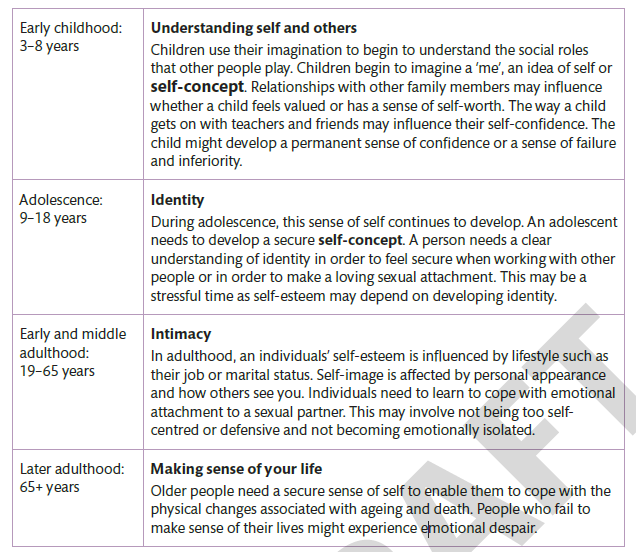 Early childhood:
3–8 years
Understanding self and others
Children use their imagination to begin to understand the social roles
that other people play. Children begin to imagine a 'me', an idea of self or
self-concept. Relationships with other family members may influence
whether a child feels valued or has a sense of self-worth. The way a child
gets on with teachers and friends may influence their self-confidence. The
child might develop a permanent sense of confidence or a sense of failure
and inferiority.
Adolescence:
9–18 years
Identity
During adolescence, this sense of self continues to develop. An adolescent
needs to develop a secure self-concept. A person needs a clear
understanding of identity in order to feel secure when working with other
people or in order to make a loving sexual attachment. This may be a
stressful time as self-esteem may depend on developing identity.
Early and middle
adulthood:
19–65 years
Intimacy
In adulthood, an individuals' self-esteem is influenced by lifestyle such as
their job or marital status. Self-image is affected by personal appearance
and how others see you. Individuals need to learn to cope with emotional
attachment to a sexual partner. This may involve not being too self-
centred or defensive and not becoming emotionally isolated.
Later adulthood:
65+ years
Making sense of your life
Older people need a secure sense of self to enable them to cope with the
physical changes associated with ageing and death. People who fail to
make sense of their lives might experience emotional despair.
AFT